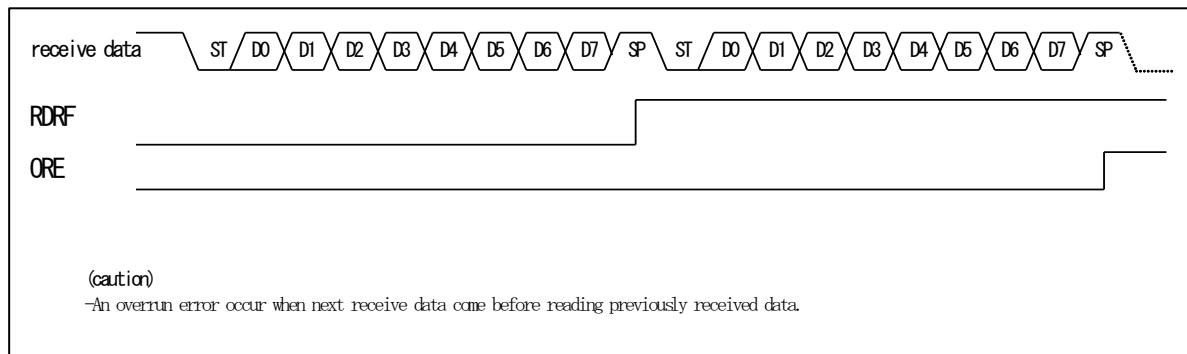 receive data ST D0 D1 D2 D3 D4 D5 D6 D7 SP ST D0 D1 D2 D3 D4 D5 D6 D7 SP
RDRF
ORE
(caution)
-An overrun error occur when next receive data come before reading previously received data.